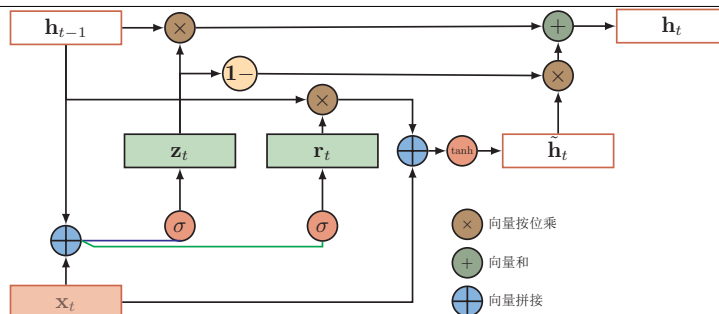 h_{t−1} × + h_t
1− ×
×
z_t r_t tanh h̃_t
σ σ × 向量按位乘
+ 向量和
x_t 向量拼接